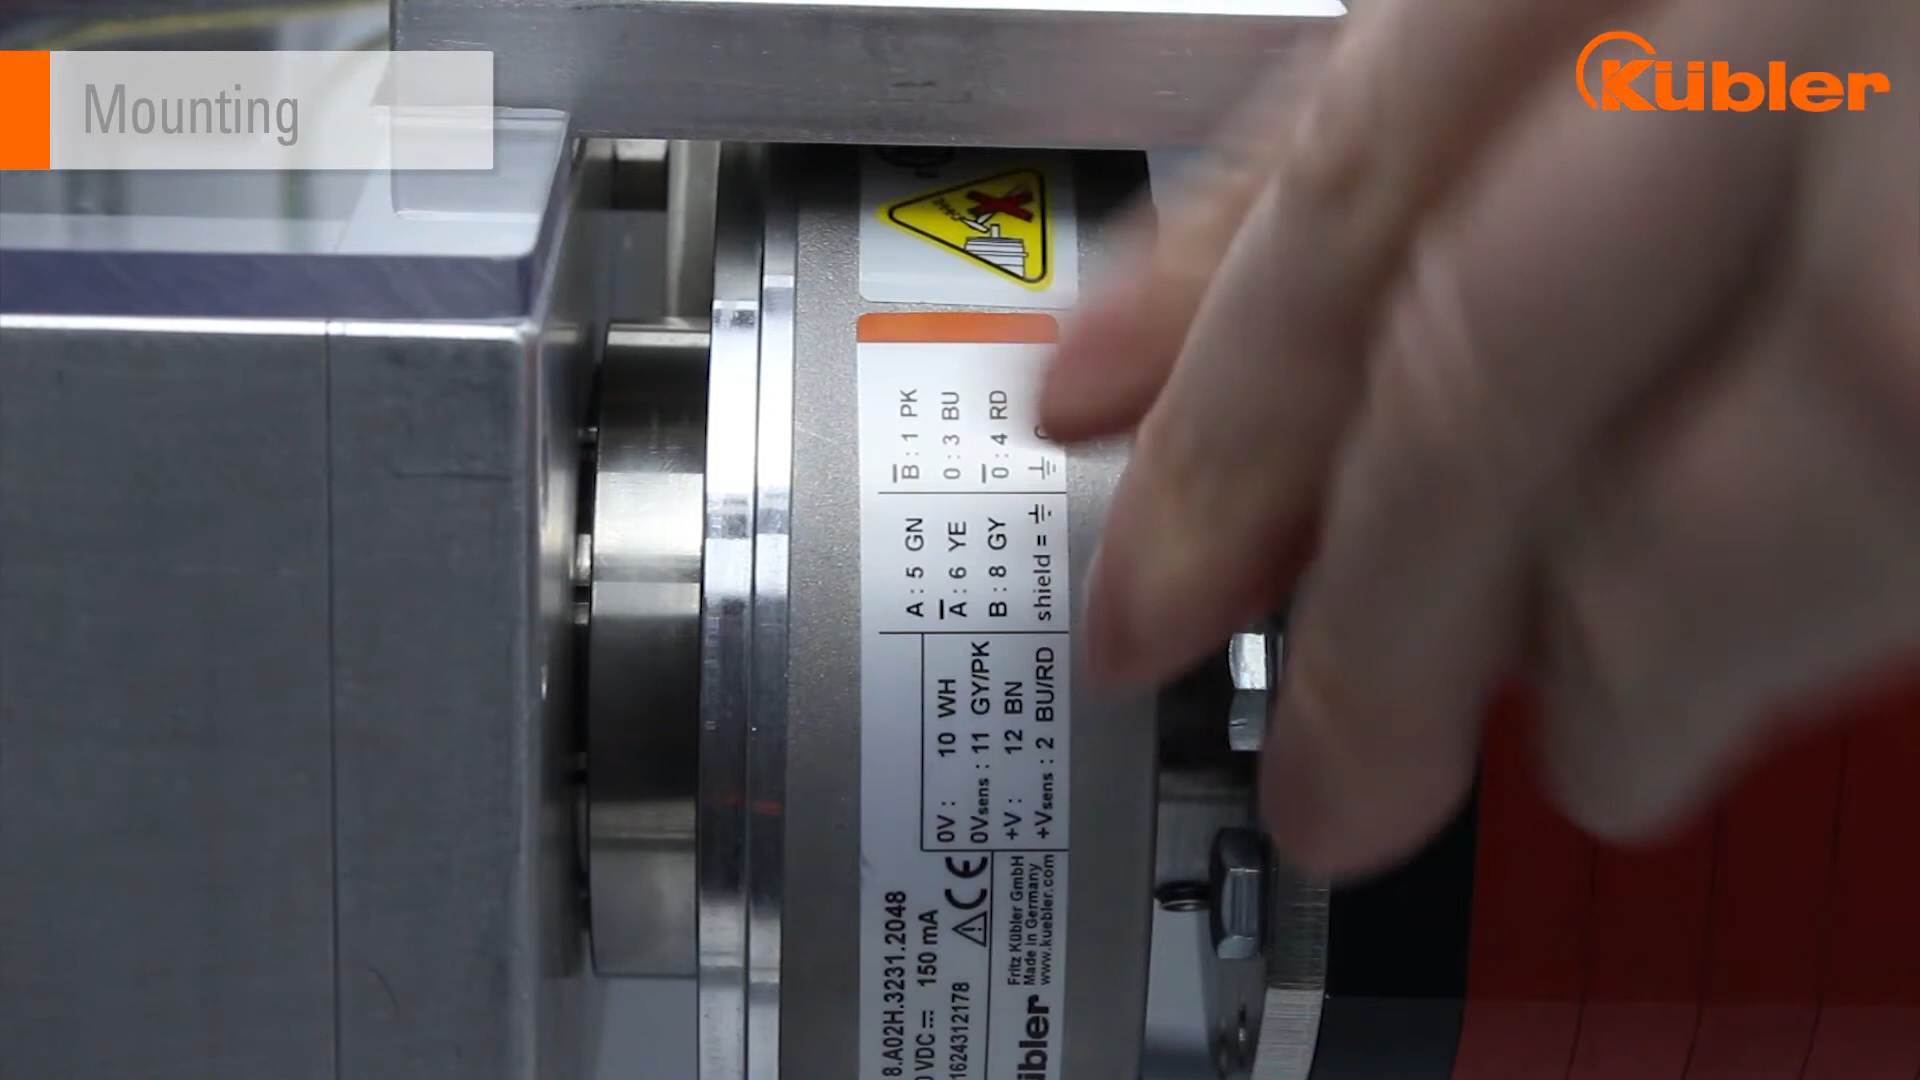 Mounting
Kübler
B : 1 PK
0 : 3 BU
0 : 4 RD
A : 5 GN
A : 6 YE
B : 8 GY
shield =
0V : 10 WH
0Vsens : 11 GY/PK
+V : 12 BN
+Vsens : 2 BU/RD
8.A02H.3231.2048
VDC 150 mA
1624312178
CE
Fritz Kübler GmbH
Made in Germany
www.kuebler.com